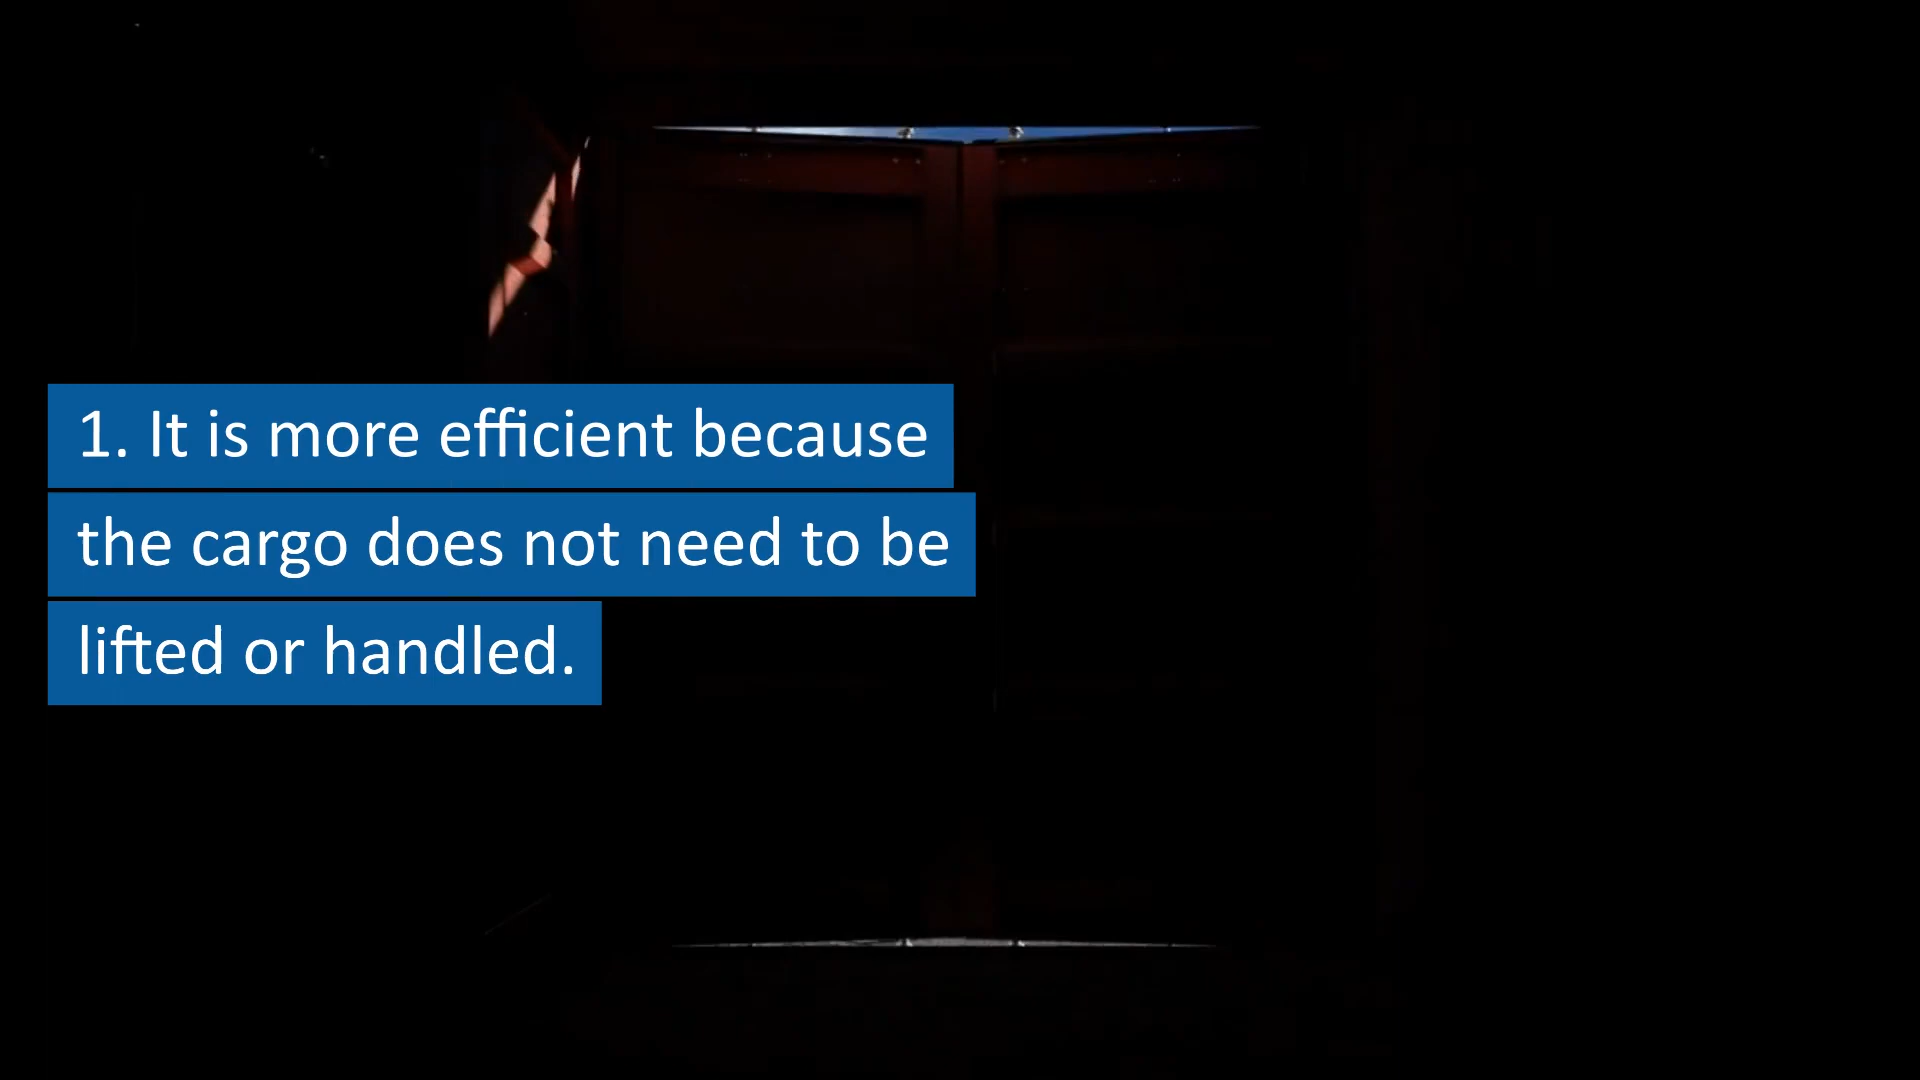 1. It is more efficient because
the cargo does not need to be
lifted or handled.